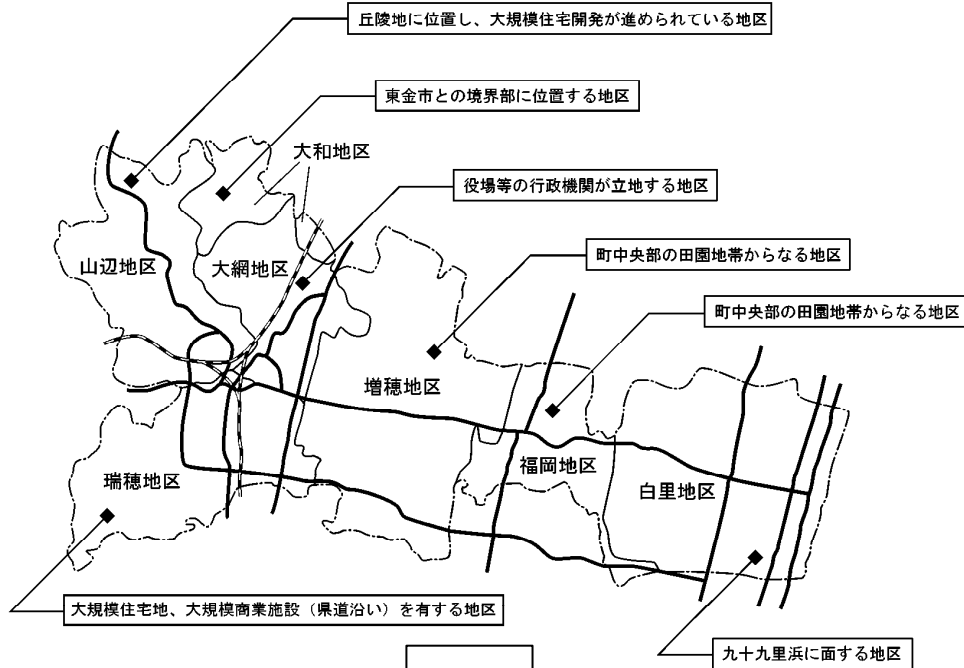 丘陵地に位置し、大規模住宅開発が進められている地区
東金市との境界部に位置する地区
大和地区
役場等の行政機関が立地する地区
山辺地区
大網地区
町中央部の田園地帯からなる地区
町中央部の田園地帯からなる地区
増穂地区
福岡地区
瑞穂地区
白里地区
大規模住宅地、大規模商業施設（県道沿い）を有する地区
九十九里浜に面する地区